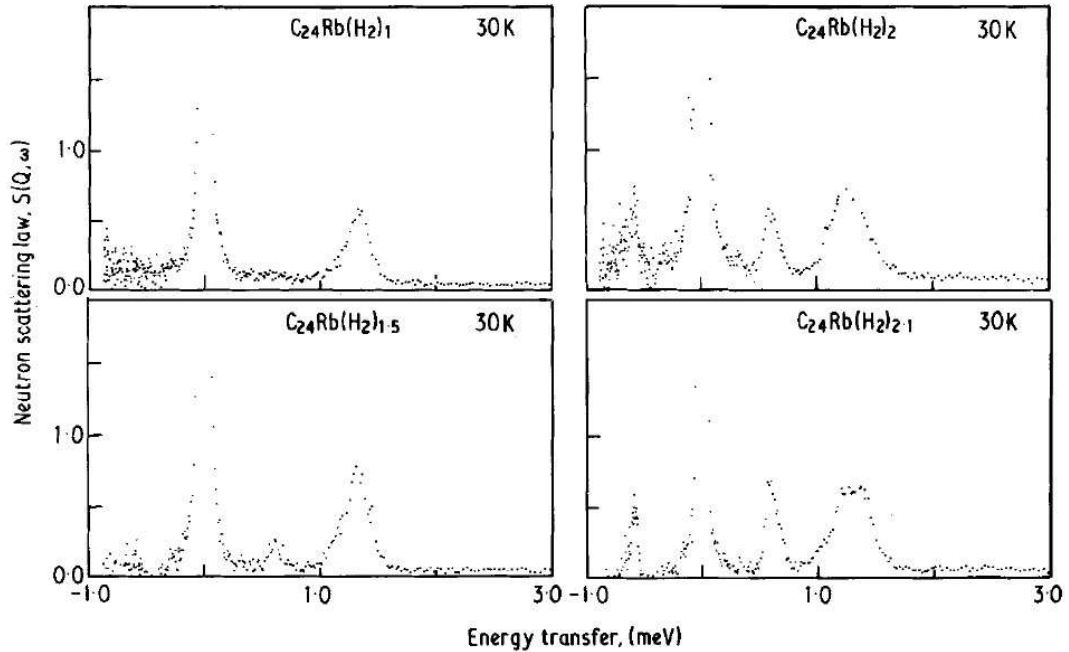 C₂₄Rb(H₂)₁ 30K
C₂₄Rb(H₂)₂ 30K
1·0
0·0
C₂₄Rb(H₂)₁·₅ 30K
C₂₄Rb(H₂)₂·₁ 30K
1·0
0·0
-1·0 1·0 3·0
-1·0 1·0 3·0
Neutron scattering law, S(Q, ω)
Energy transfer, (meV)